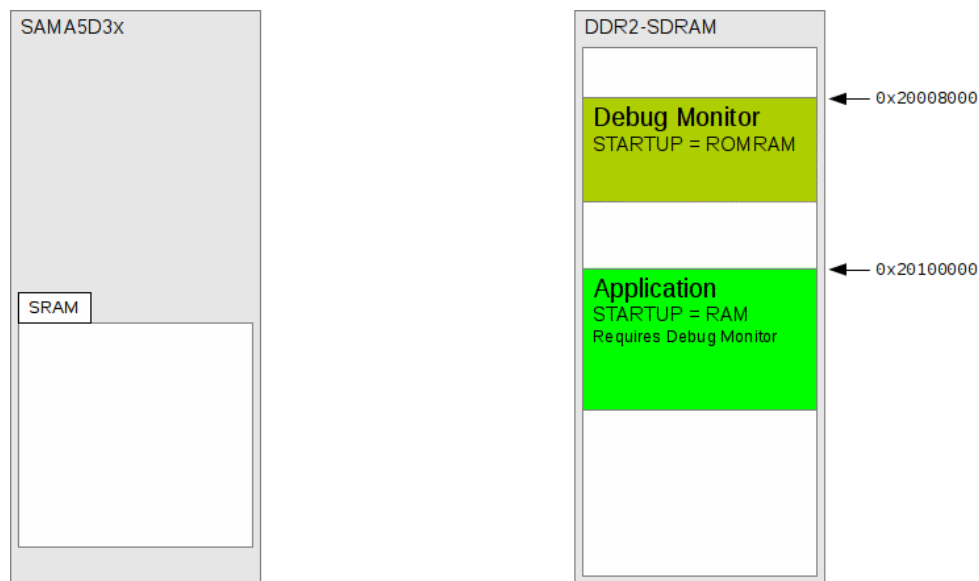 SAMA5D3x
SRAM
DDR2-SDRAM
Debug Monitor
STARTUP = ROMRAM
0x20008000
Application
STARTUP = RAM
Requires Debug Monitor
0x20100000